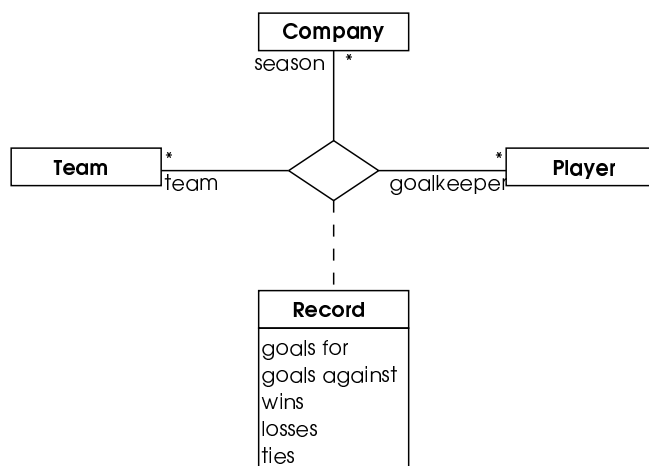 Company
season *
* *
Team Player
team goalkeeper
Record
goals for
goals against
wins
losses
ties